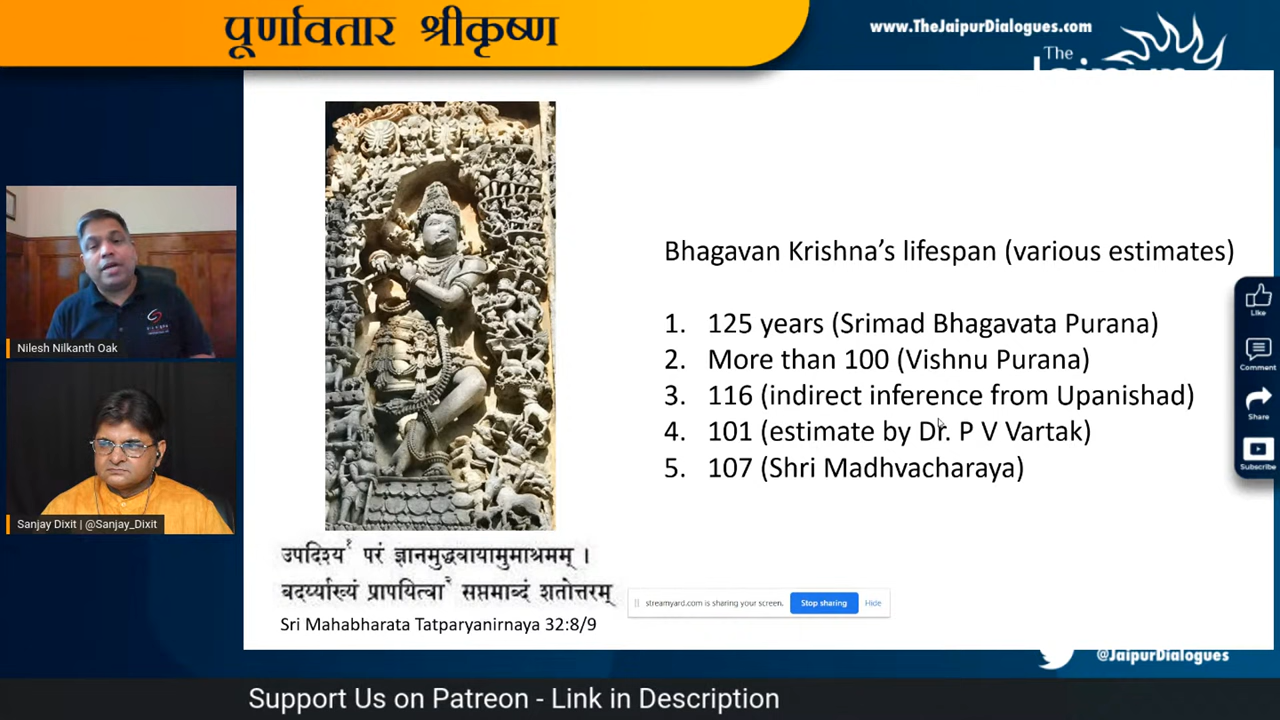 पूर्णावतार श्रीकृष्ण
www.TheJaipurDialogues.com
The
Bhagavan Krishna’s lifespan (various estimates)
1. 125 years (Srimad Bhagavata Purana)
2. More than 100 (Vishnu Purana)
3. 116 (indirect inference from Upanishad)
4. 101 (estimate by Dr. P V Vartak)
5. 107 (Shri Madhvacharaya)
Nilesh Nilkanth Oak
Sanjay Dixit | @Sanjay_Dixit
Like
Comment
Share
Subscribe
उपदिश्य१ परं ज्ञानमुद्धवायामुमाश्रमम् ।
बदर्य्याख्यं प्रापयित्वा२ सप्तमाब्दं शतोत्तरम्
Sri Mahabharata Tatparyanirnaya 32:8/9
streamyard.com is sharing your screen. Stop sharing Hide
@JaipurDialogues
Support Us on Patreon - Link in Description